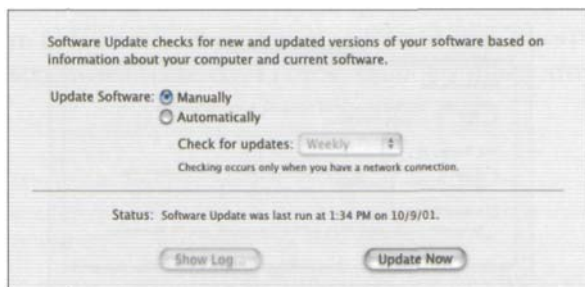 Software Update checks for new and updated versions of your software based on
information about your computer and current software.
Update Software: Manually
Automatically
Check for updates: Weekly
Checking occurs only when you have a network connection.
Status: Software Update was last run at 1:34 PM on 10/9/01.
Show Log...
Update Now